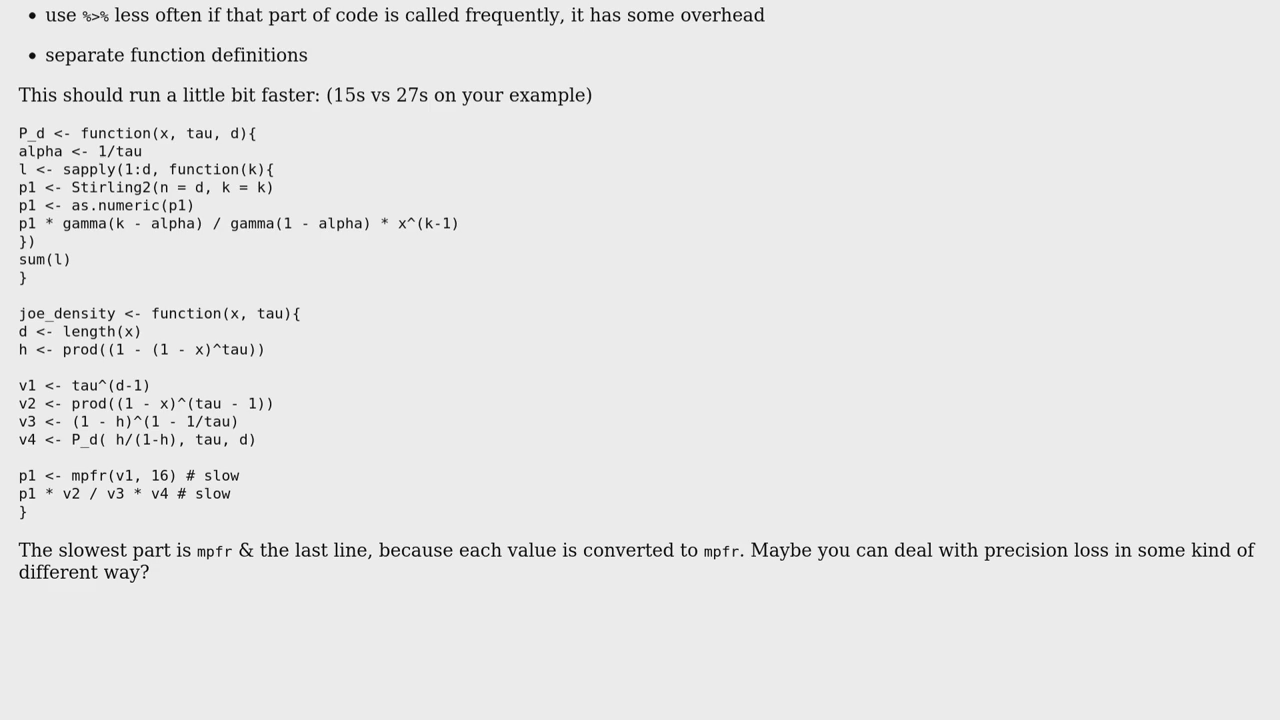 • use %>% less often if that part of code is called frequently, it has some overhead
• separate function definitions
This should run a little bit faster: (15s vs 27s on your example)
P_d <- function(x, tau, d){
alpha <- 1/tau
l <- sapply(1:d, function(k){
p1 <- Stirling2(n = d, k = k)
p1 <- as.numeric(p1)
p1 * gamma(k - alpha) / gamma(1 - alpha) * x^(k-1)
})
sum(l)
}
joe_density <- function(x, tau){
d <- length(x)
h <- prod((1 - (1 - x)^tau))
v1 <- tau^(d-1)
v2 <- prod((1 - x)^(tau - 1))
v3 <- (1 - h)^(1 - 1/tau)
v4 <- P_d( h/(1-h), tau, d)
p1 <- mpfr(v1, 16) # slow
p1 * v2 / v3 * v4 # slow
}
The slowest part is mpfr & the last line, because each value is converted to mpfr. Maybe you can deal with precision loss in some kind of
different way?